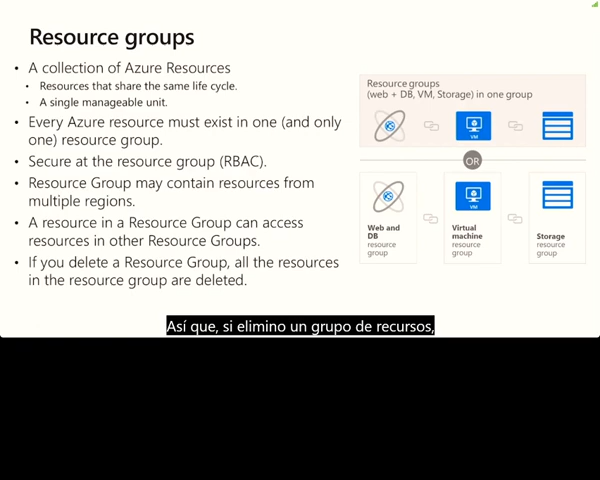 Resource groups
• A collection of Azure Resources
• Resources that share the same life cycle.
• A single manageable unit.
• Every Azure resource must exist in one (and only
one) resource group.
• Secure at the resource group (RBAC).
• Resource Group may contain resources from
multiple regions.
• A resource in a Resource Group can access
resources in other Resource Groups.
• If you delete a Resource Group, all the resources
in the resource group are deleted.
Resource groups
(web + DB, VM, Storage) in one group
VM
OR
VM
Web and
DB
resource
group
Virtual
machine
resource
group
Storage
resource
group
Así que, si elimino un grupo de recursos,